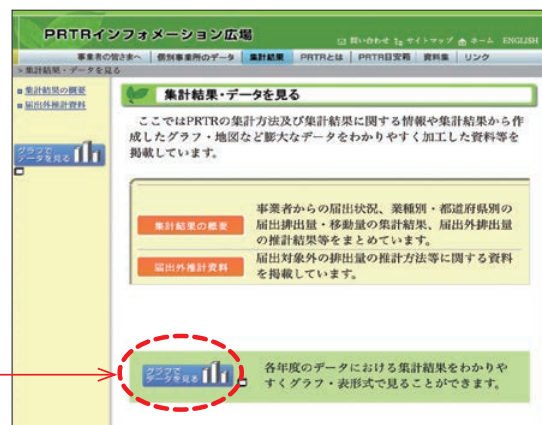 PRTRインフォメーション広場
問い合わせ サイトマップ ホーム ENGLISH
事業者の皆さまへ 個別事業所のデータ 集計結果 PRTRとは PRTR目安箱 資料集 リンク
> 集計結果・データを見る
集計結果の概要
届出外推計資料
グラフで
データを見る
集計結果・データを見る
ここではPRTRの集計方法及び集計結果に関する情報や集計結果から作
成したグラフ・地図など膨大なデータをわかりやすく加工した資料等を
掲載しています。
集計結果の概要
事業者からの届出状況、業種別・都道府県別の
届出排出量・移動量の集計結果、届出外排出量
の推計結果等をまとめています。
届出外推計資料
届出対象外の排出量の推計方法等に関する資料
を掲載しています。
グラフで
データを見る
各年度のデータにおける集計結果をわかりや
すくグラフ・表形式で見ることができます。